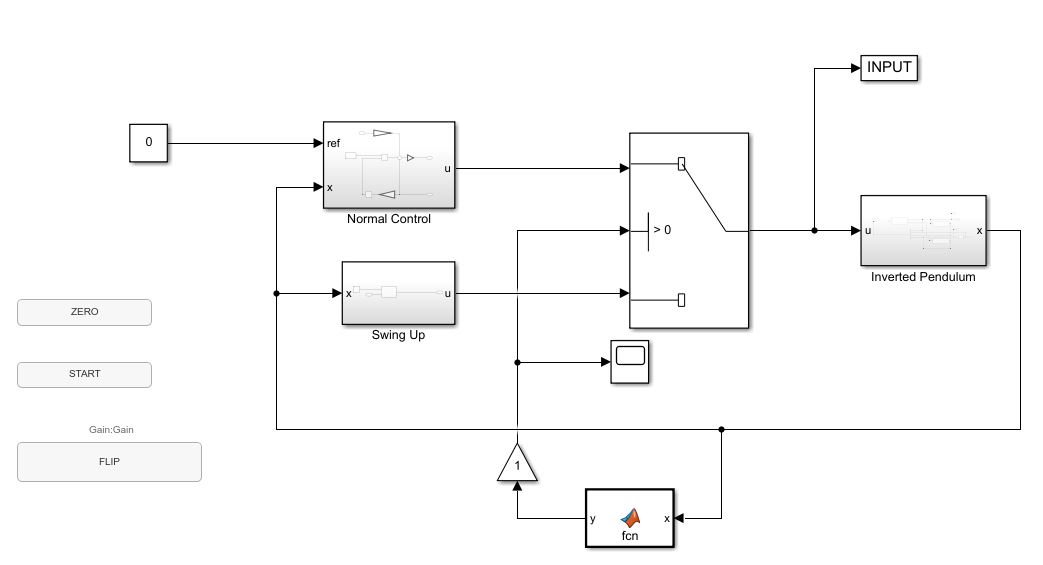 INPUT
0
ref
x
u
Normal Control
> 0
u
x
Inverted Pendulum
x
u
Swing Up
ZERO
START
Gain:Gain
FLIP
1
y
x
fcn